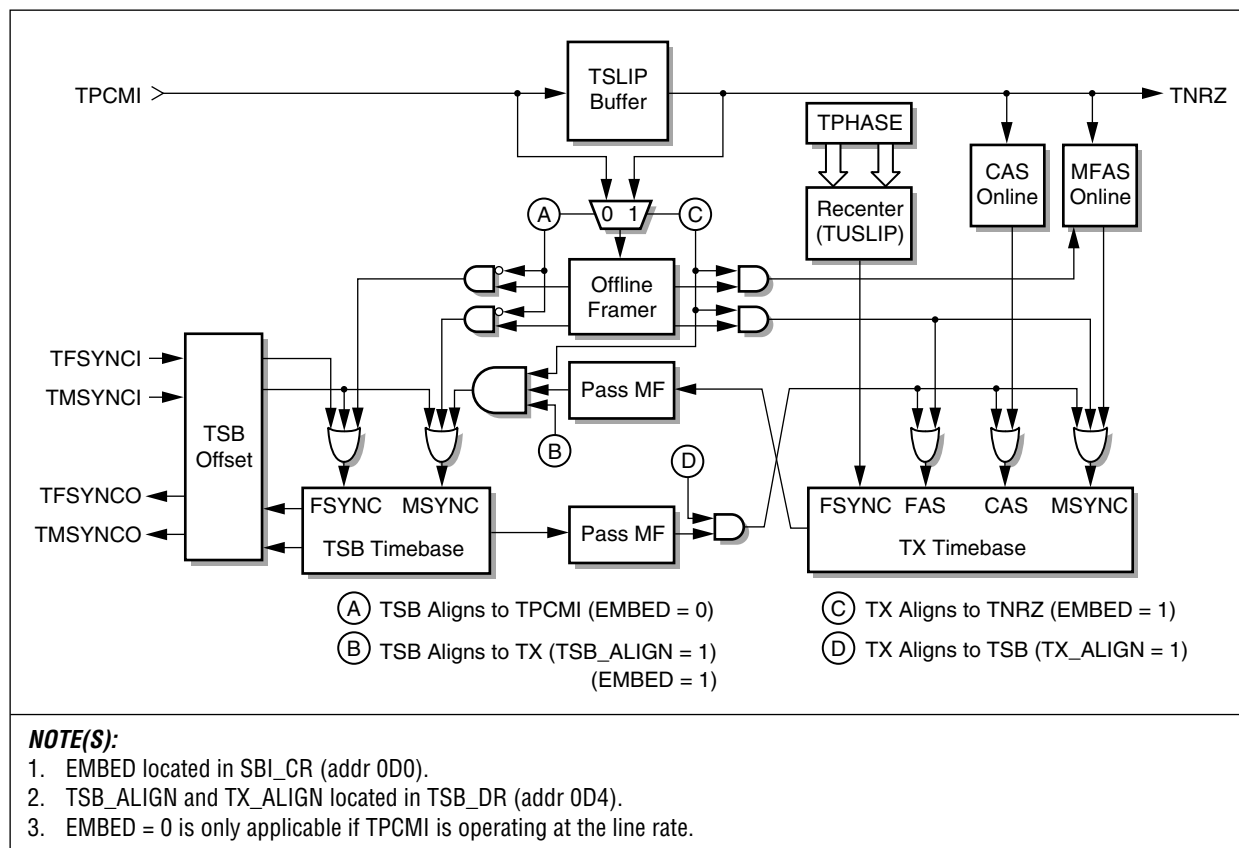 TPCMI
TSLIP
Buffer
TNRZ
TPHASE
CAS
Online
MFAS
Online
A
0 1
C
Recenter
(TUSLIP)
Offline
Framer
TFSYNCI
TMSYNCI
TSB
Offset
Pass MF
B
D
TFSYNCO
TMSYNCO
FSYNC MSYNC
TSB Timebase
Pass MF
FSYNC FAS CAS MSYNC
TX Timebase
A TSB Aligns to TPCMI (EMBED = 0)
B TSB Aligns to TX (TSB_ALIGN = 1)
(EMBED = 1)
C TX Aligns to TNRZ (EMBED = 1)
D TX Aligns to TSB (TX_ALIGN = 1)
NOTE(S):
1. EMBED located in SBI_CR (addr 0D0).
2. TSB_ALIGN and TX_ALIGN located in TSB_DR (addr 0D4).
3. EMBED = 0 is only applicable if TPCMI is operating at the line rate.